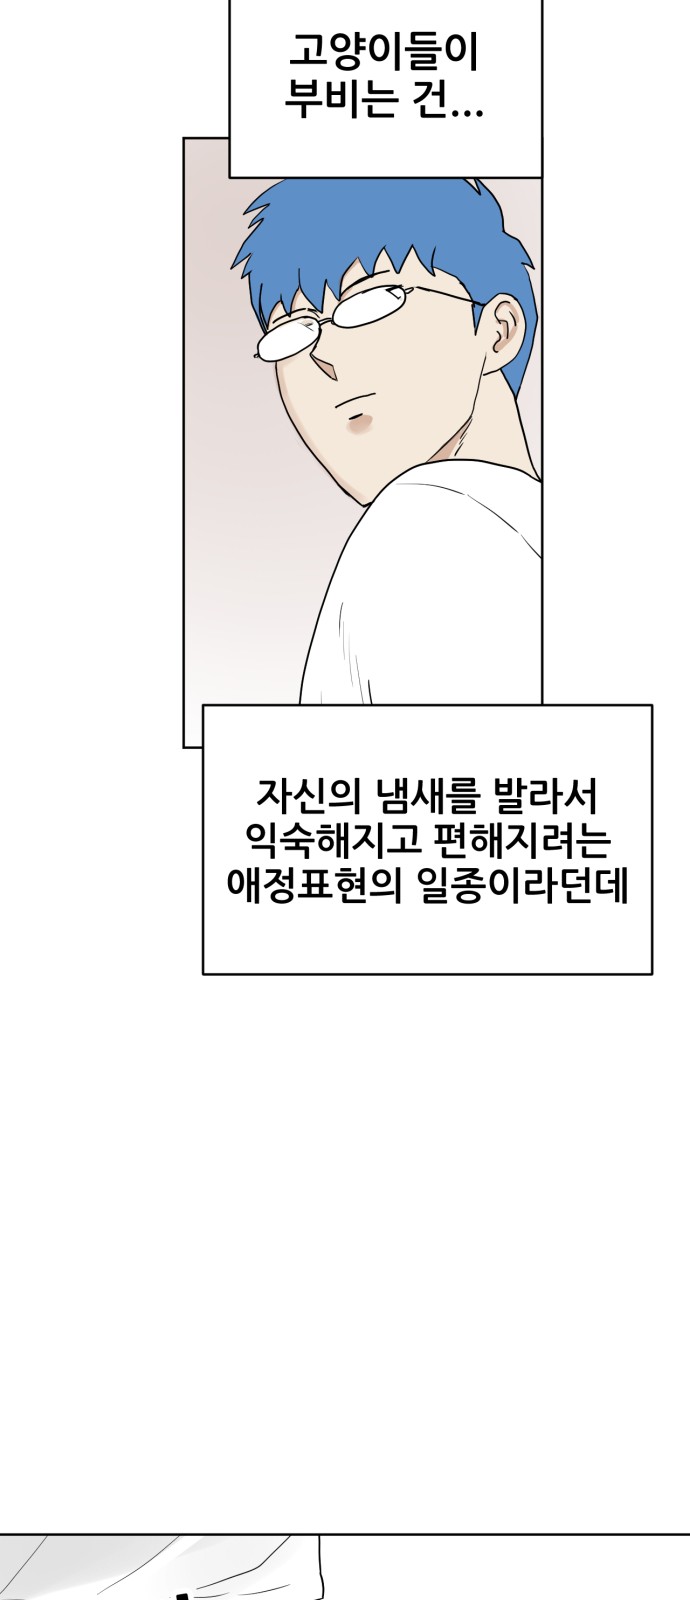 고양이들이
부비는 건...
자신의 냄새를 발라서
익숙해지고 편해지려는
애정표현의 일종이라던데